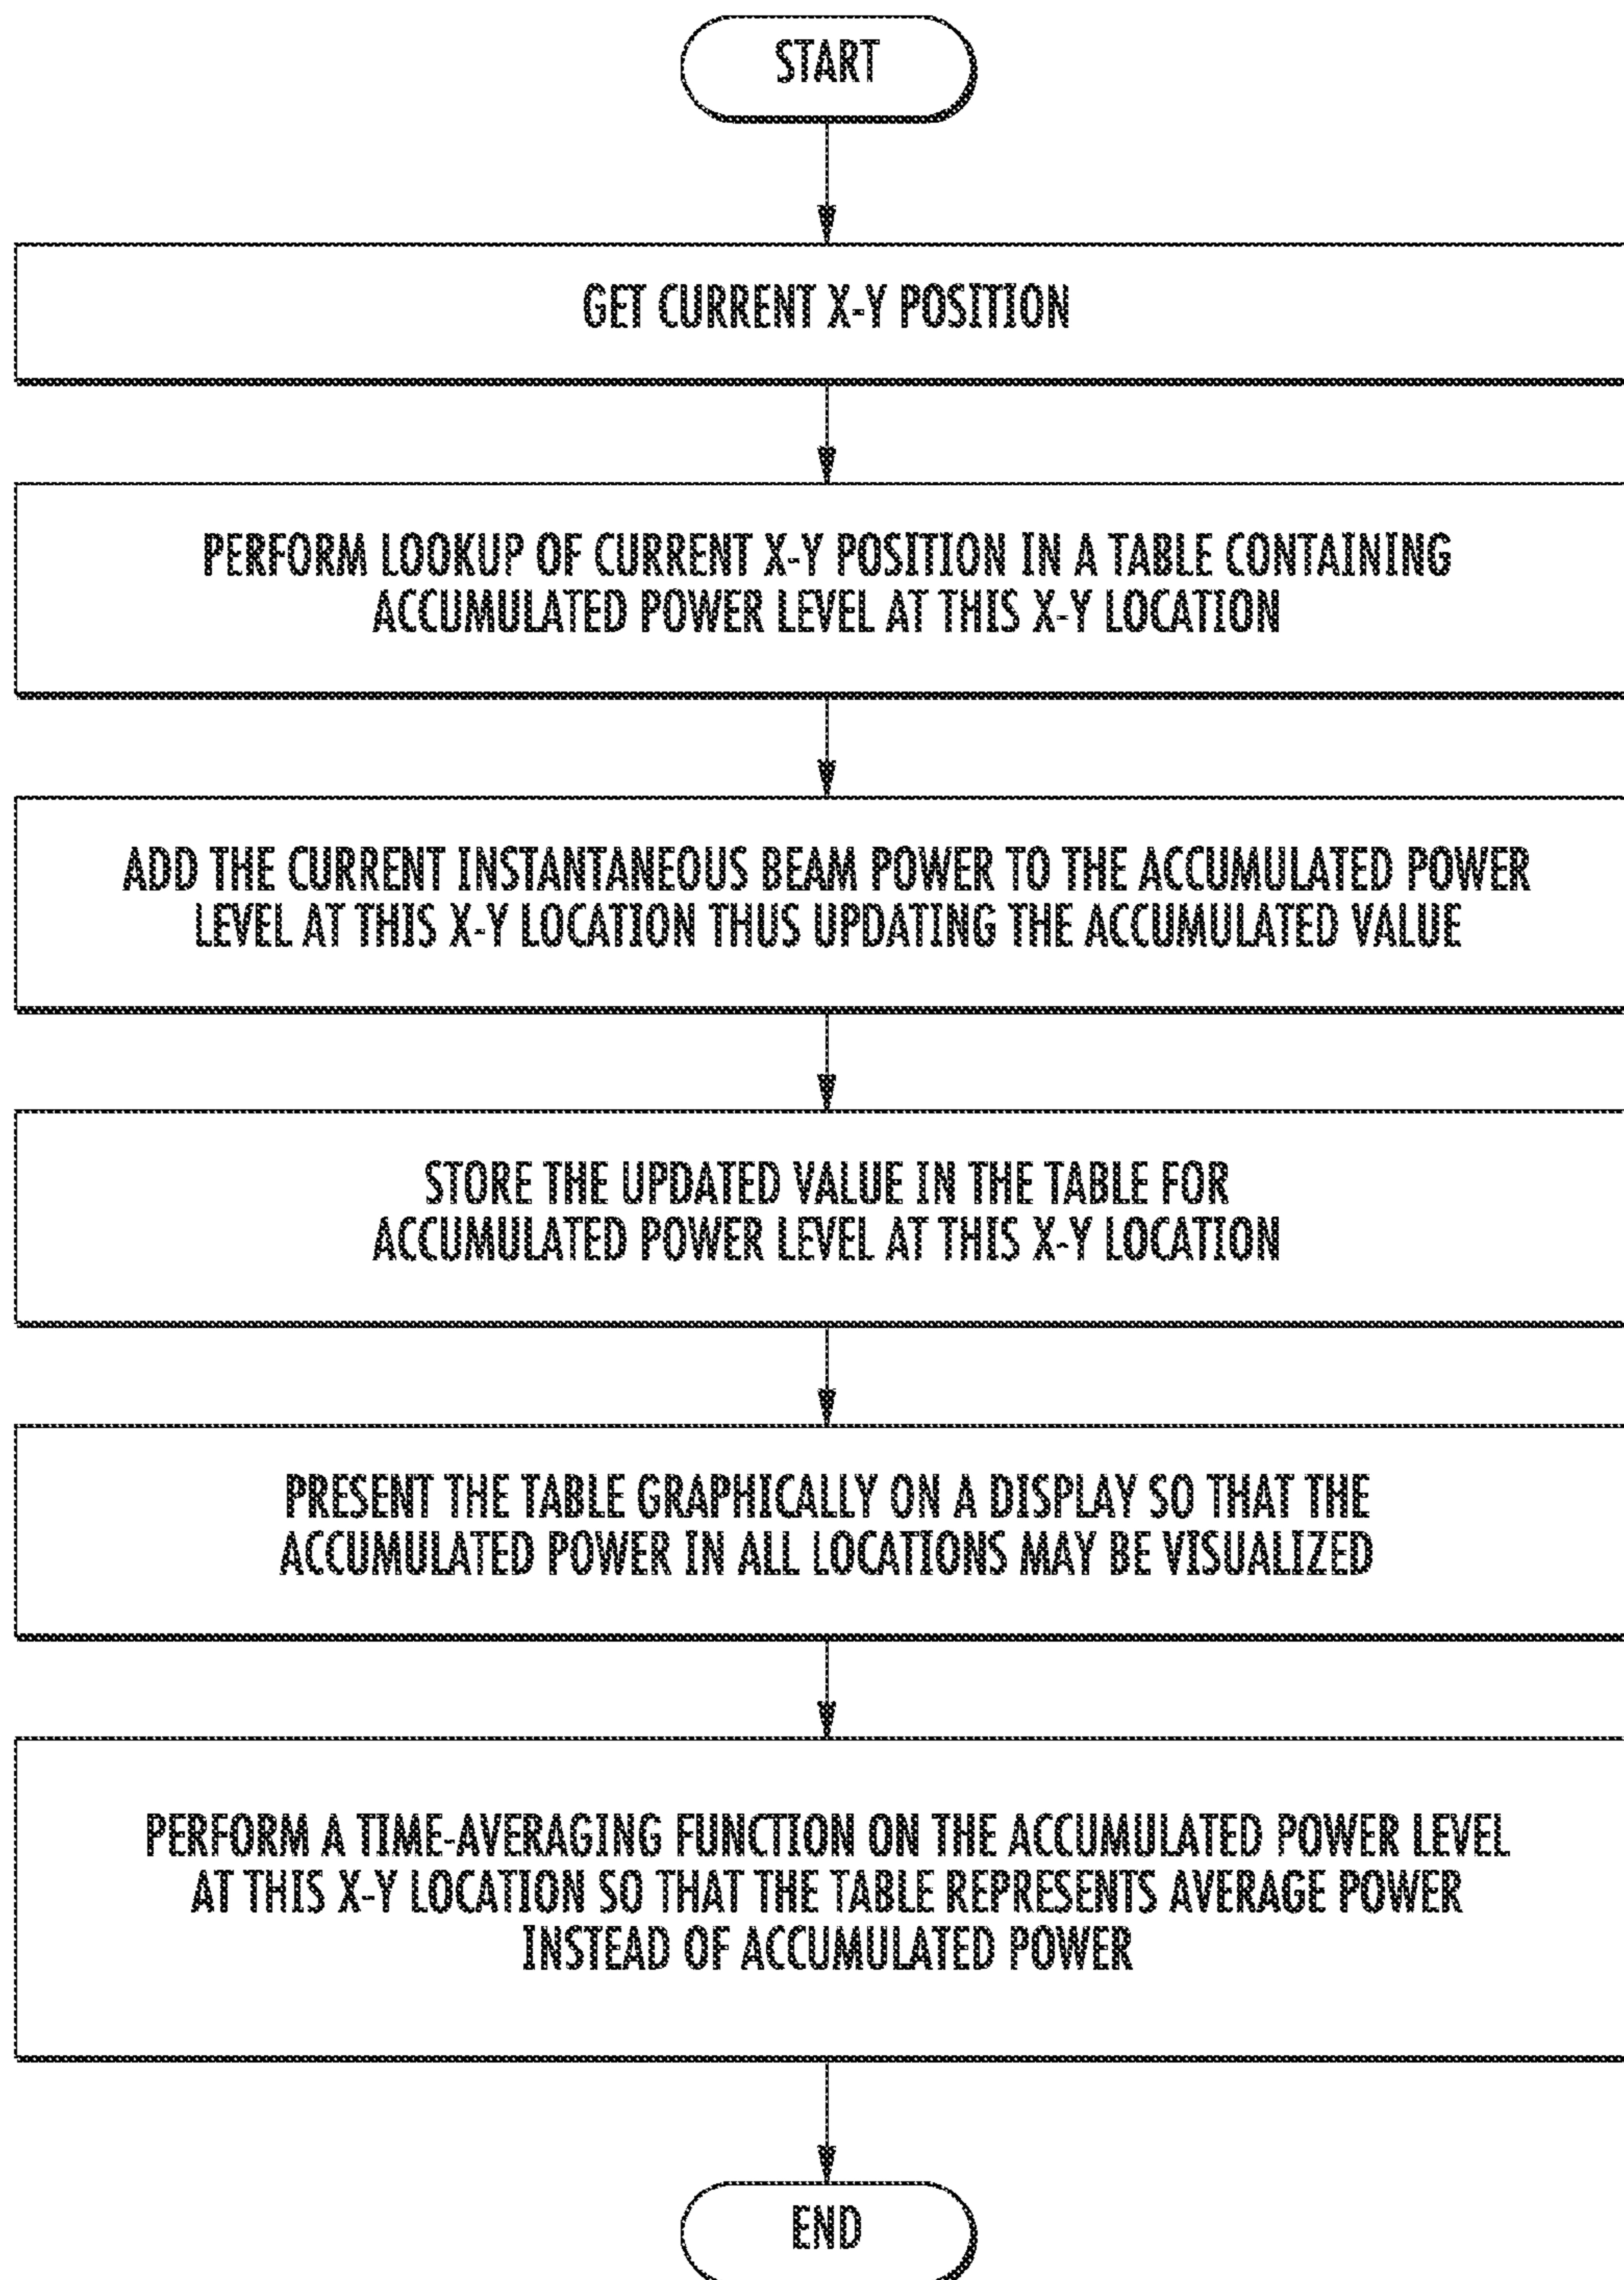 START
GET CURRENT X-Y POSITION
PERFORM LOOKUP OF CURRENT X-Y POSITION IN A TABLE CONTAINING
ACCUMULATED POWER LEVEL AT THIS X-Y LOCATION
ADD THE CURRENT INSTANTANEOUS BEAM POWER TO THE ACCUMULATED POWER
LEVEL AT THIS X-Y LOCATION THUS UPDATING THE ACCUMULATED VALUE
STORE THE UPDATED VALUE IN THE TABLE FOR
ACCUMULATED POWER LEVEL AT THIS X-Y LOCATION
PRESENT THE TABLE GRAPHICALLY ON A DISPLAY SO THAT THE
ACCUMULATED POWER IN ALL LOCATIONS MAY BE VISUALIZED
PERFORM A TIME-AVERAGING FUNCTION ON THE ACCUMULATED POWER LEVEL
AT THIS X-Y LOCATION SO THAT THE TABLE REPRESENTS AVERAGE POWER
INSTEAD OF ACCUMULATED POWER
END